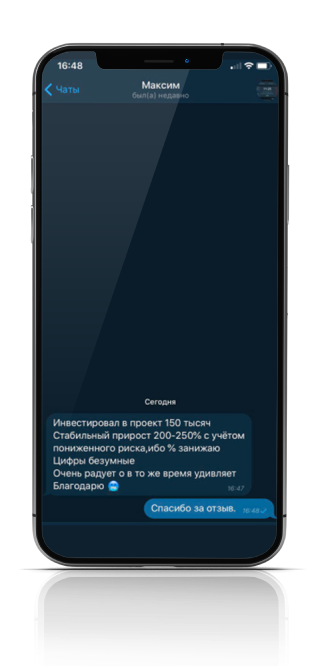 16:48
Чаты
Максим
был(а) недавно
Сегодня
Инвестировал в проект 150 тысяч
Стабильный прирост 200-250% с учётом
пониженного риска,ибо % занижаю
Цифры безумные
Очень радует о в то же время удивляет
Благодарю 🥶
16:47
Спасибо за отзыв.
16:48